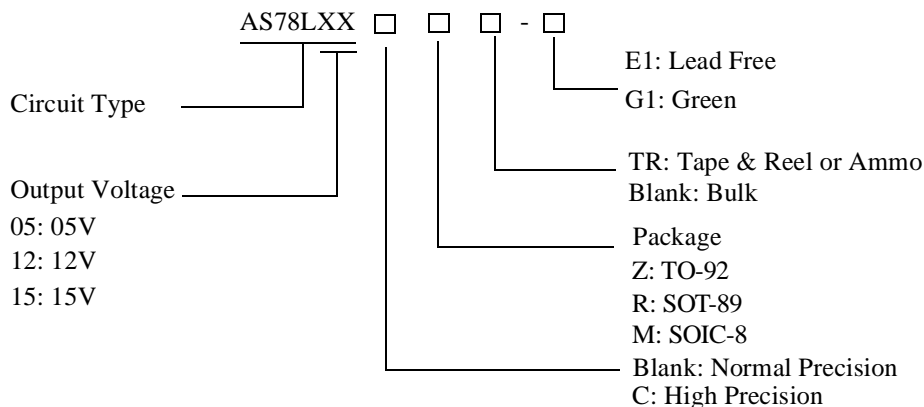 AS78LXX -
E1: Lead Free
G1: Green
Circuit Type
TR: Tape & Reel or Ammo
Blank: Bulk
Output Voltage
05: 05V
12: 12V
15: 15V
Package
Z: TO-92
R: SOT-89
M: SOIC-8
Blank: Normal Precision
C: High Precision